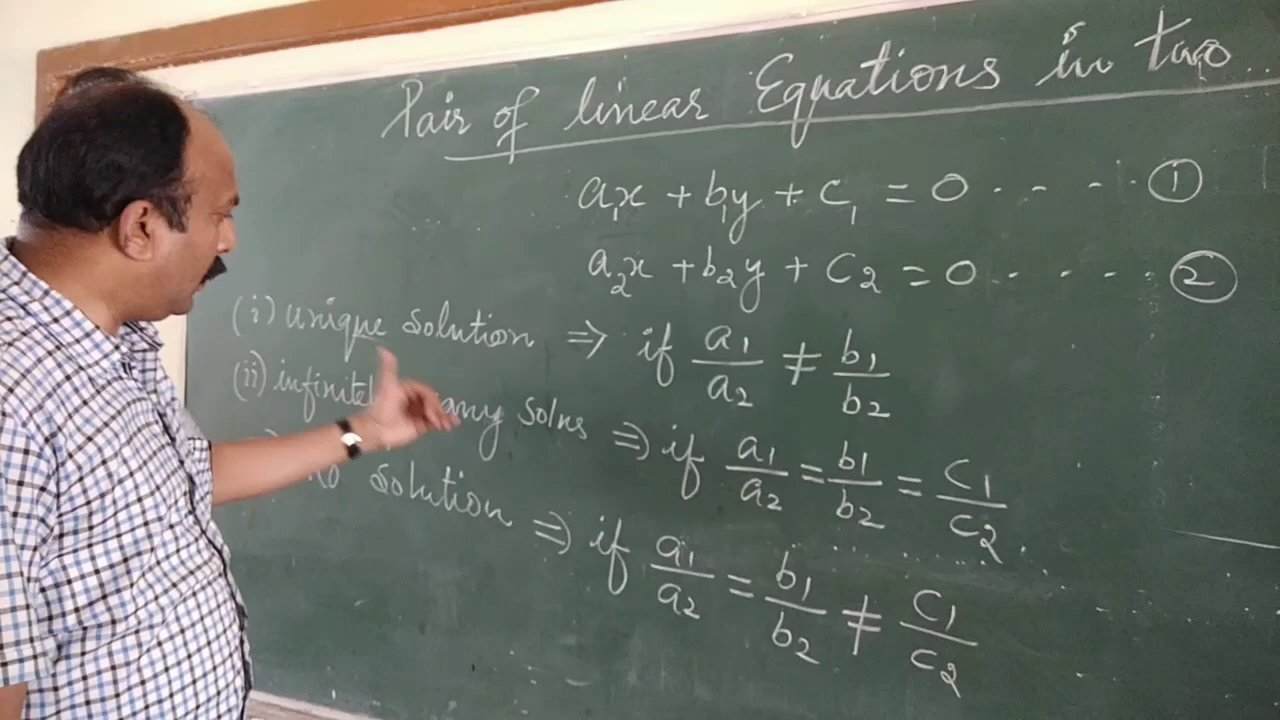 Pair of linear Equations in two
a₁x + b₁y + c₁ = 0 - - - - ①
a₂x + b₂y + c₂ = 0 - - - - ②
(i) unique solution ⇒ if a₁/a₂ ≠ b₁/b₂
(ii) many solns ⇒ if a₁/a₂ = b₁/b₂ = c₁/c₂
solution ⇒ if a₁/a₂ = b₁/b₂ ≠ c₁/c₂